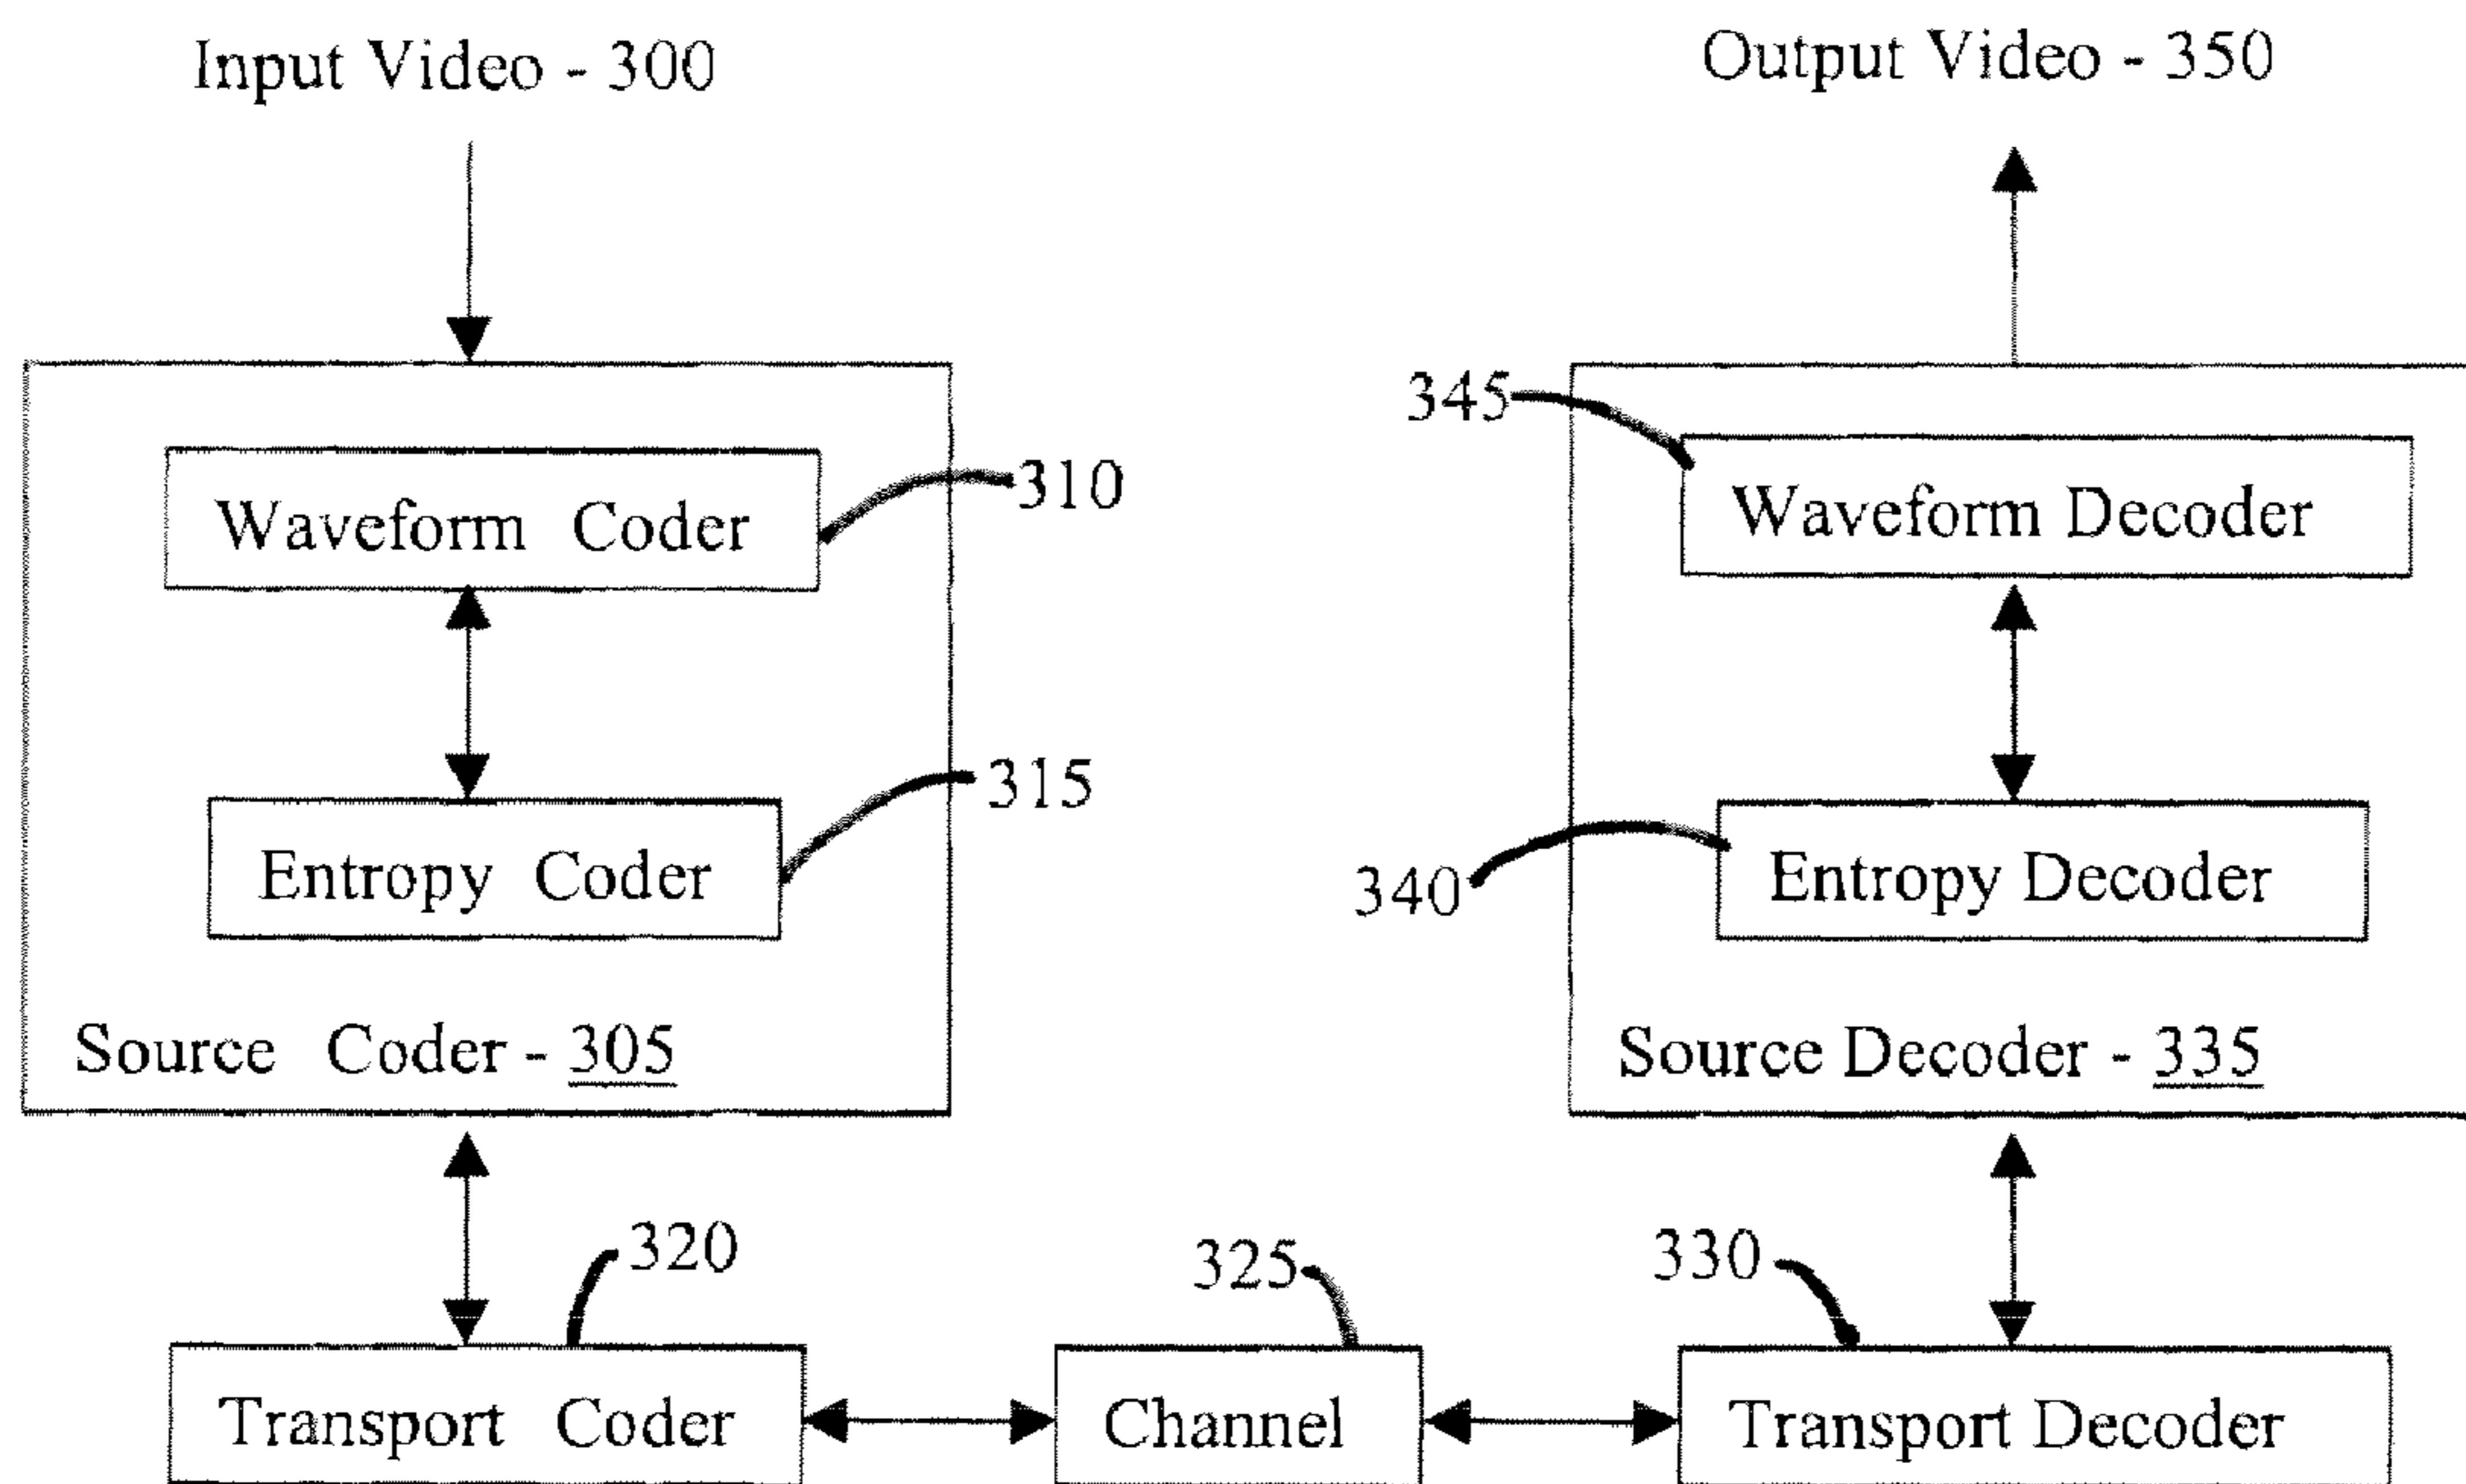 Input Video - 300
Output Video - 350
345
Waveform Coder
310
Waveform Decoder
315
Entropy Coder
340
Entropy Decoder
Source Coder - 305
Source Decoder - 335
320
325
330
Transport Coder
Channel
Transport Decoder